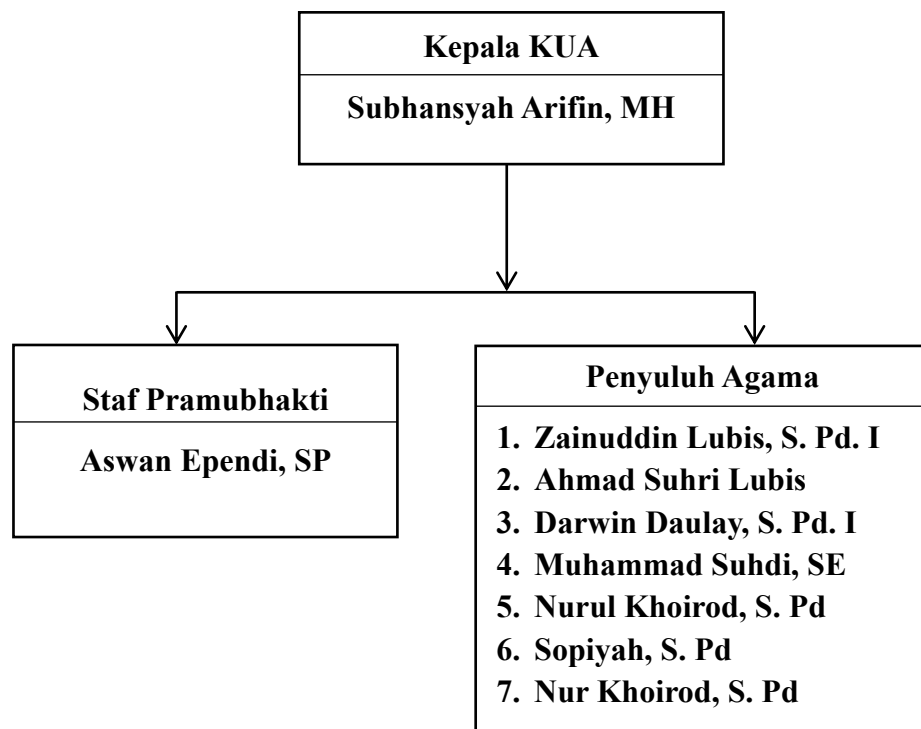 Kepala KUA
Subhansyah Arifin, MH
Staf Pramubhakti
Aswan Ependi, SP
Penyuluh Agama
1. Zainuddin Lubis, S. Pd. I
2. Ahmad Suhri Lubis
3. Darwin Daulay, S. Pd. I
4. Muhammad Suhdi, SE
5. Nurul Khoirod, S. Pd
6. Sopiyah, S. Pd
7. Nur Khoirod, S. Pd